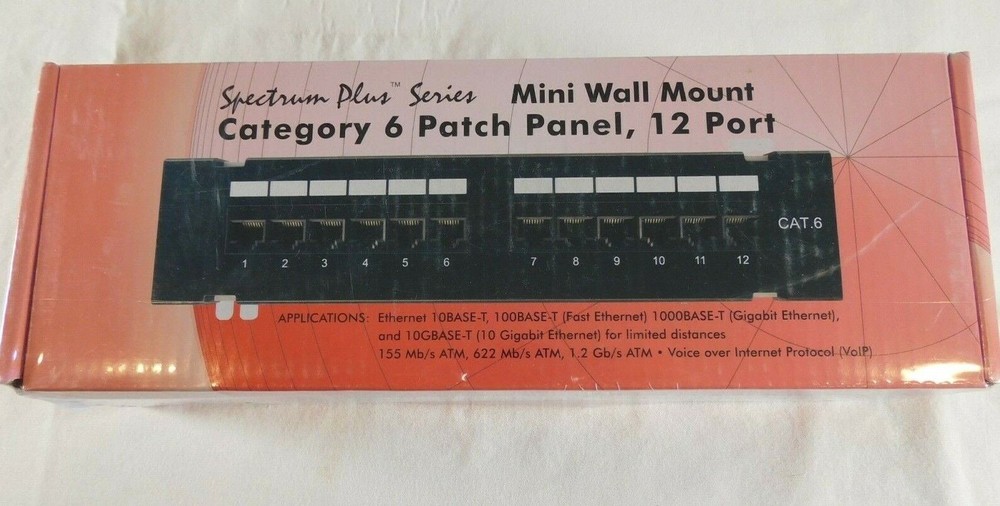 Spectrum Plus™ Series Mini Wall Mount
Category 6 Patch Panel, 12 Port
CAT.6
1 2 3 4 5 6 7 8 9 10 11 12
APPLICATIONS: Ethernet 10BASE-T, 100BASE-T (Fast Ethernet) 1000BASE-T (Gigabit Ethernet),
and 10GBASE-T (10 Gigabit Ethernet) for limited distances
155 Mb/s ATM, 622 Mb/s ATM, 1.2 Gb/s ATM • Voice over Internet Protocol (VoIP)